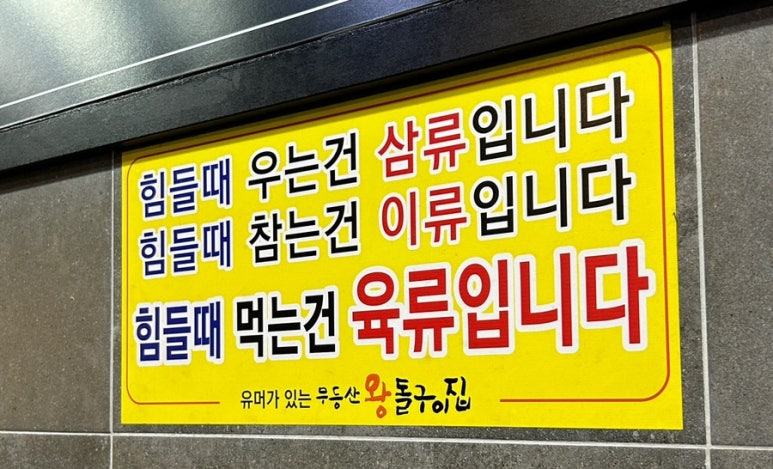 힘들때 우는건 삼류입니다
힘들때 참는건 이류입니다
힘들때 먹는건 육류입니다
유머가 있는 무등산 왕돌구이집